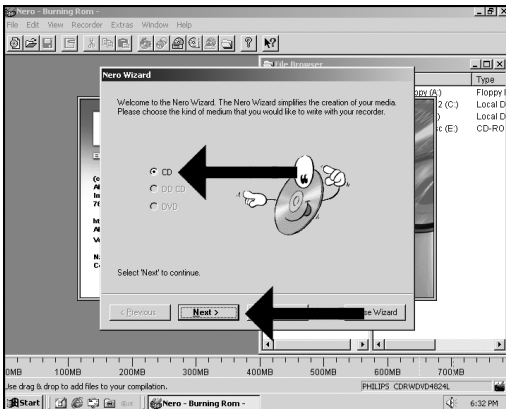 Nero - Burning Rom -
File Edit View Recorder Extras Window Help
File Browser
Nero Wizard
Type
Floppy (A:)
Floppy
2 (C:)
Local D
Local D
(E:)
CD-RO
Welcome to the Nero Wizard. The Nero Wizard simplifies the creation of your media.
Please choose the kind of medium that you would like to write with your recorder.
CD
DD CD
DVD
Select 'Next' to continue.
< Previous
Next >
Wizard
0MB 100MB 200MB 300MB 400MB 500MB 600MB 700MB
Use drag & drop to add files to your compilation.
PHILIPS CDRWDVD4824L
Start
Nero - Burning Rom -
6:32 PM